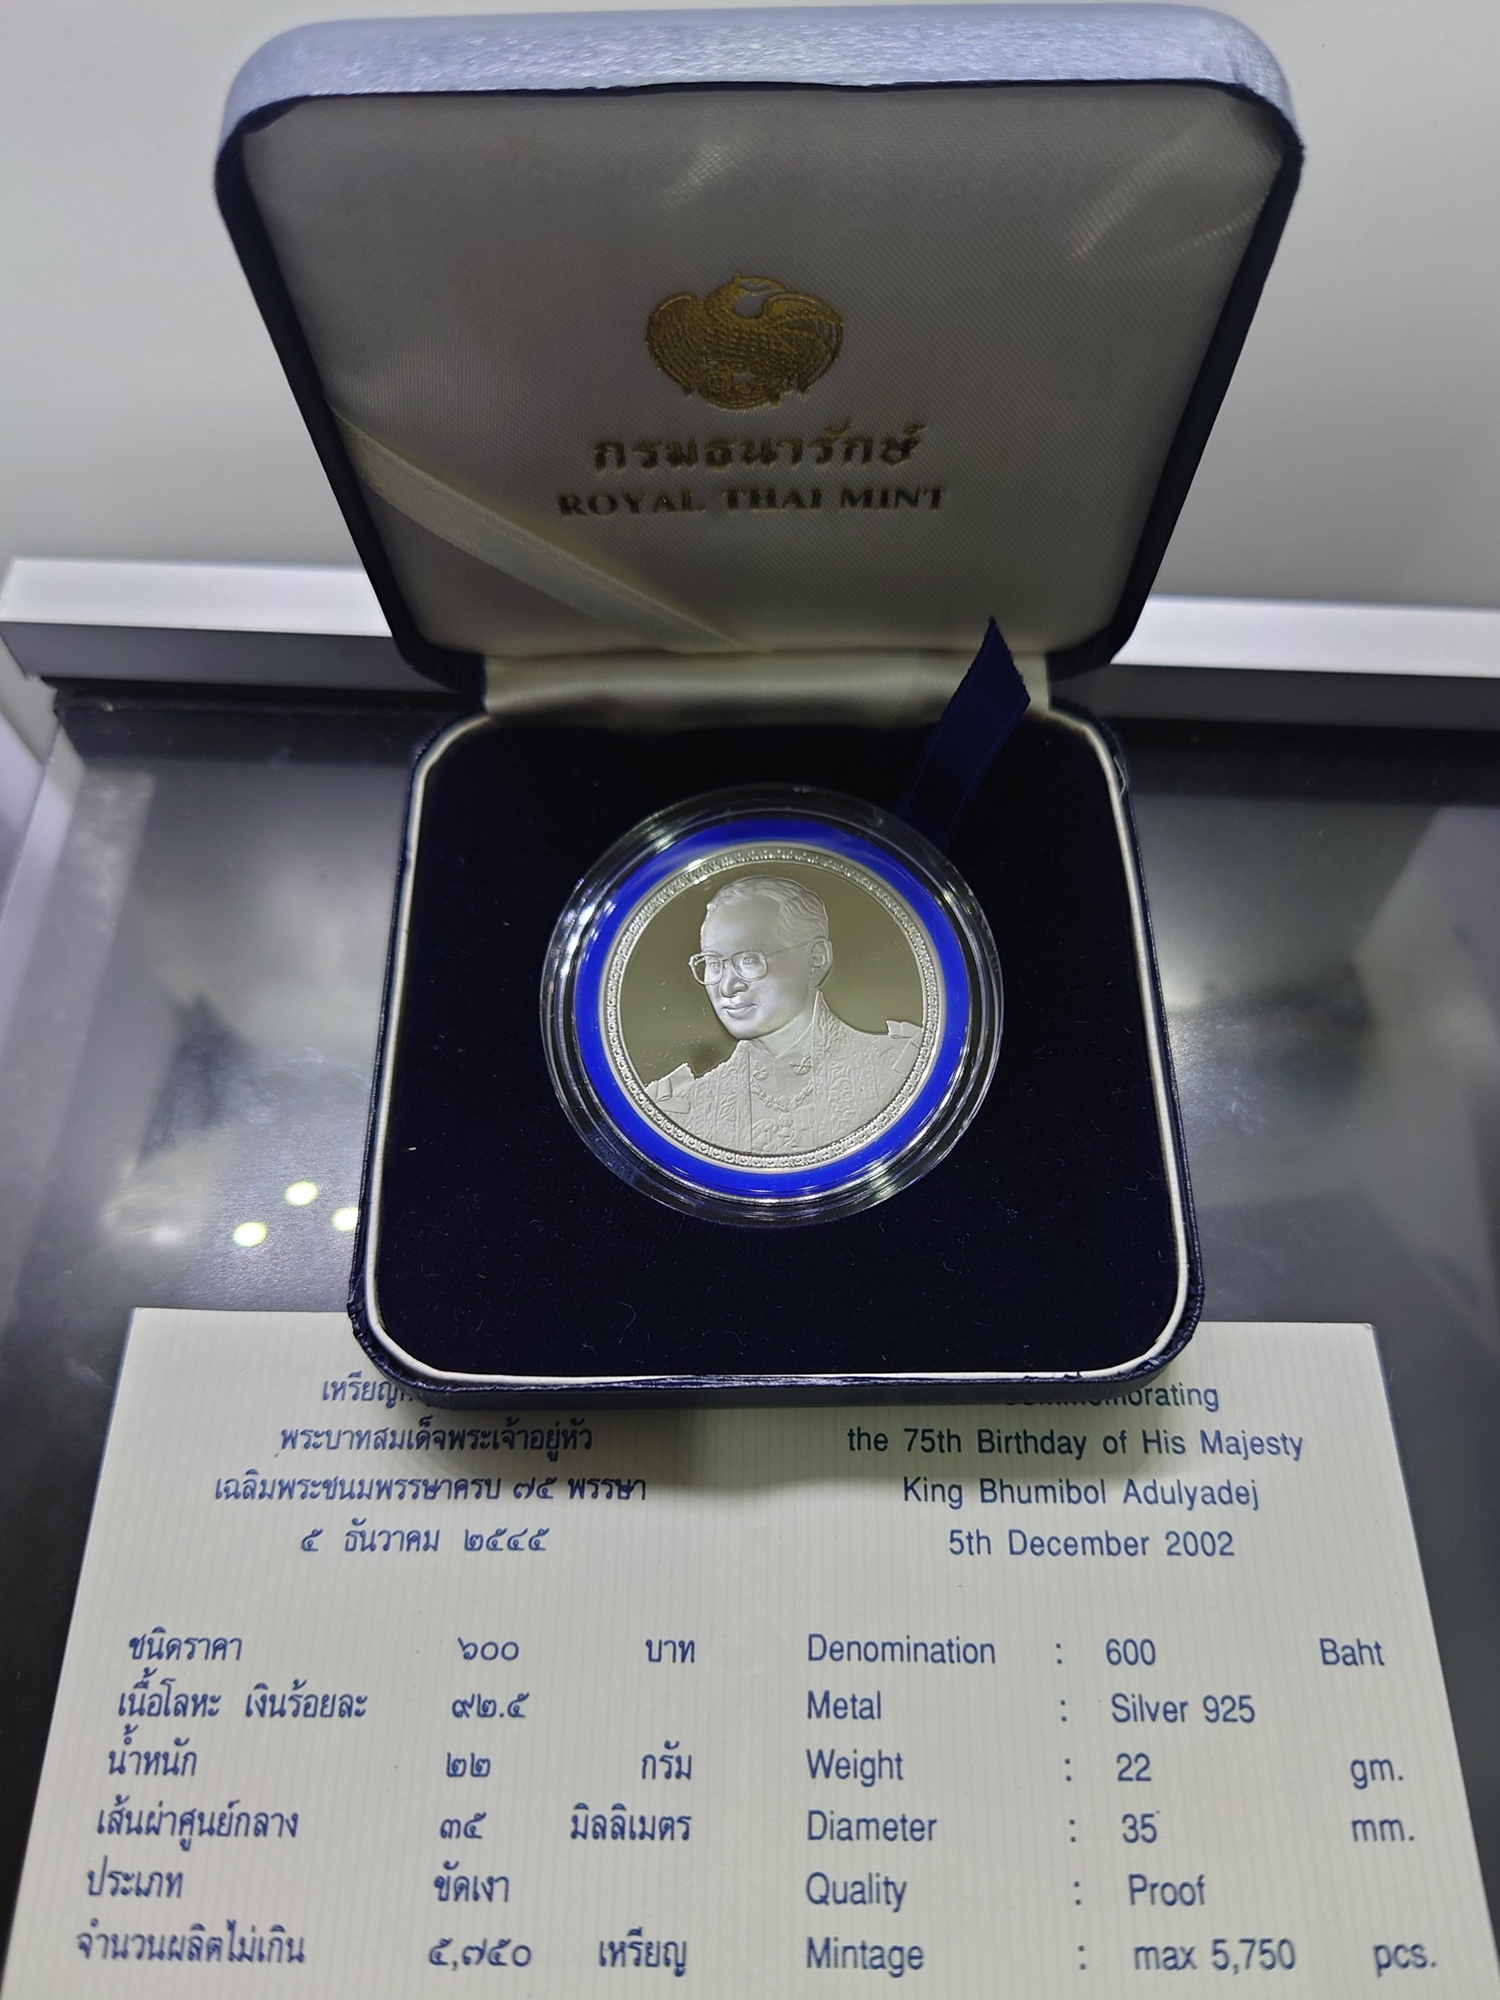 กรมธนารักษ์
ROYAL THAI MINT
พระบาทสมเด็จพระเจ้าอยู่หัว
เฉลิมพระชนมพรรษาครบ ๗๕ พรรษา
๕ ธันวาคม ๒๕๔๕
ชนิดราคา ๖๐๐ บาท
เนื้อโลหะ เงินร้อยละ ๙๒.๕
น้ำหนัก ๒๒ กรัม
เส้นผ่าศูนย์กลาง ๓๕ มิลลิเมตร
ประเภท ขัดเงา
จำนวนผลิตไม่เกิน ๕,๗๕๐ เหรียญ
Commemorating
the 75th Birthday of His Majesty
King Bhumibol Adulyadej
5th December 2002
Denomination : 600 Baht
Metal : Silver 925
Weight : 22 gm.
Diameter : 35 mm.
Quality : Proof
Mintage : max 5,750 pcs.